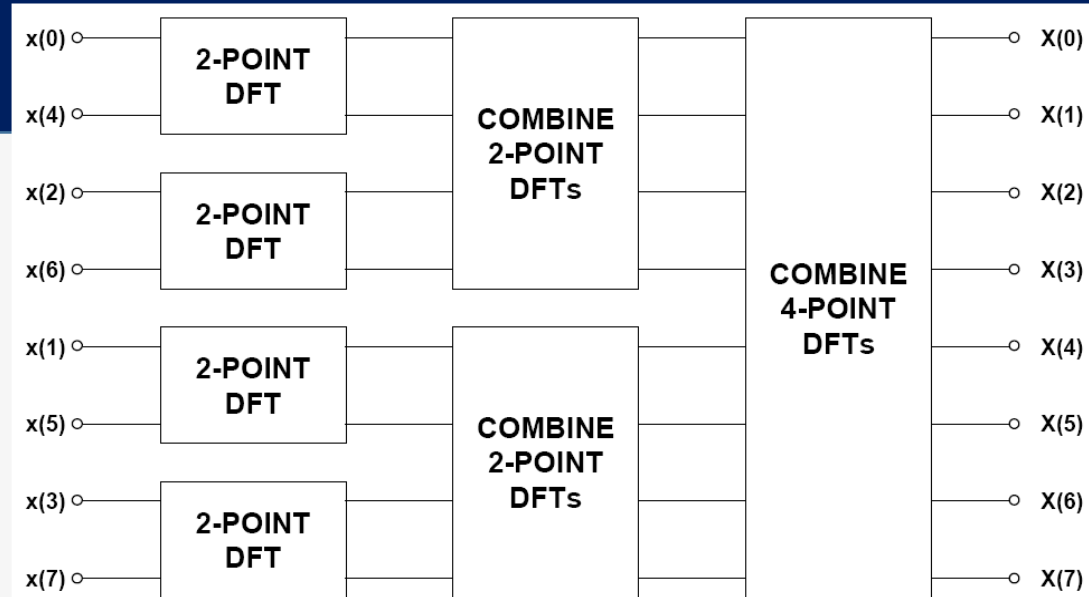 x(0)
2-POINT
DFT
x(4)
x(2)
2-POINT
DFT
x(6)
x(1)
2-POINT
DFT
x(5)
x(3)
2-POINT
DFT
x(7)
COMBINE
2-POINT
DFTs
COMBINE
2-POINT
DFTs
COMBINE
4-POINT
DFTs
X(0)
X(1)
X(2)
X(3)
X(4)
X(5)
X(6)
X(7)